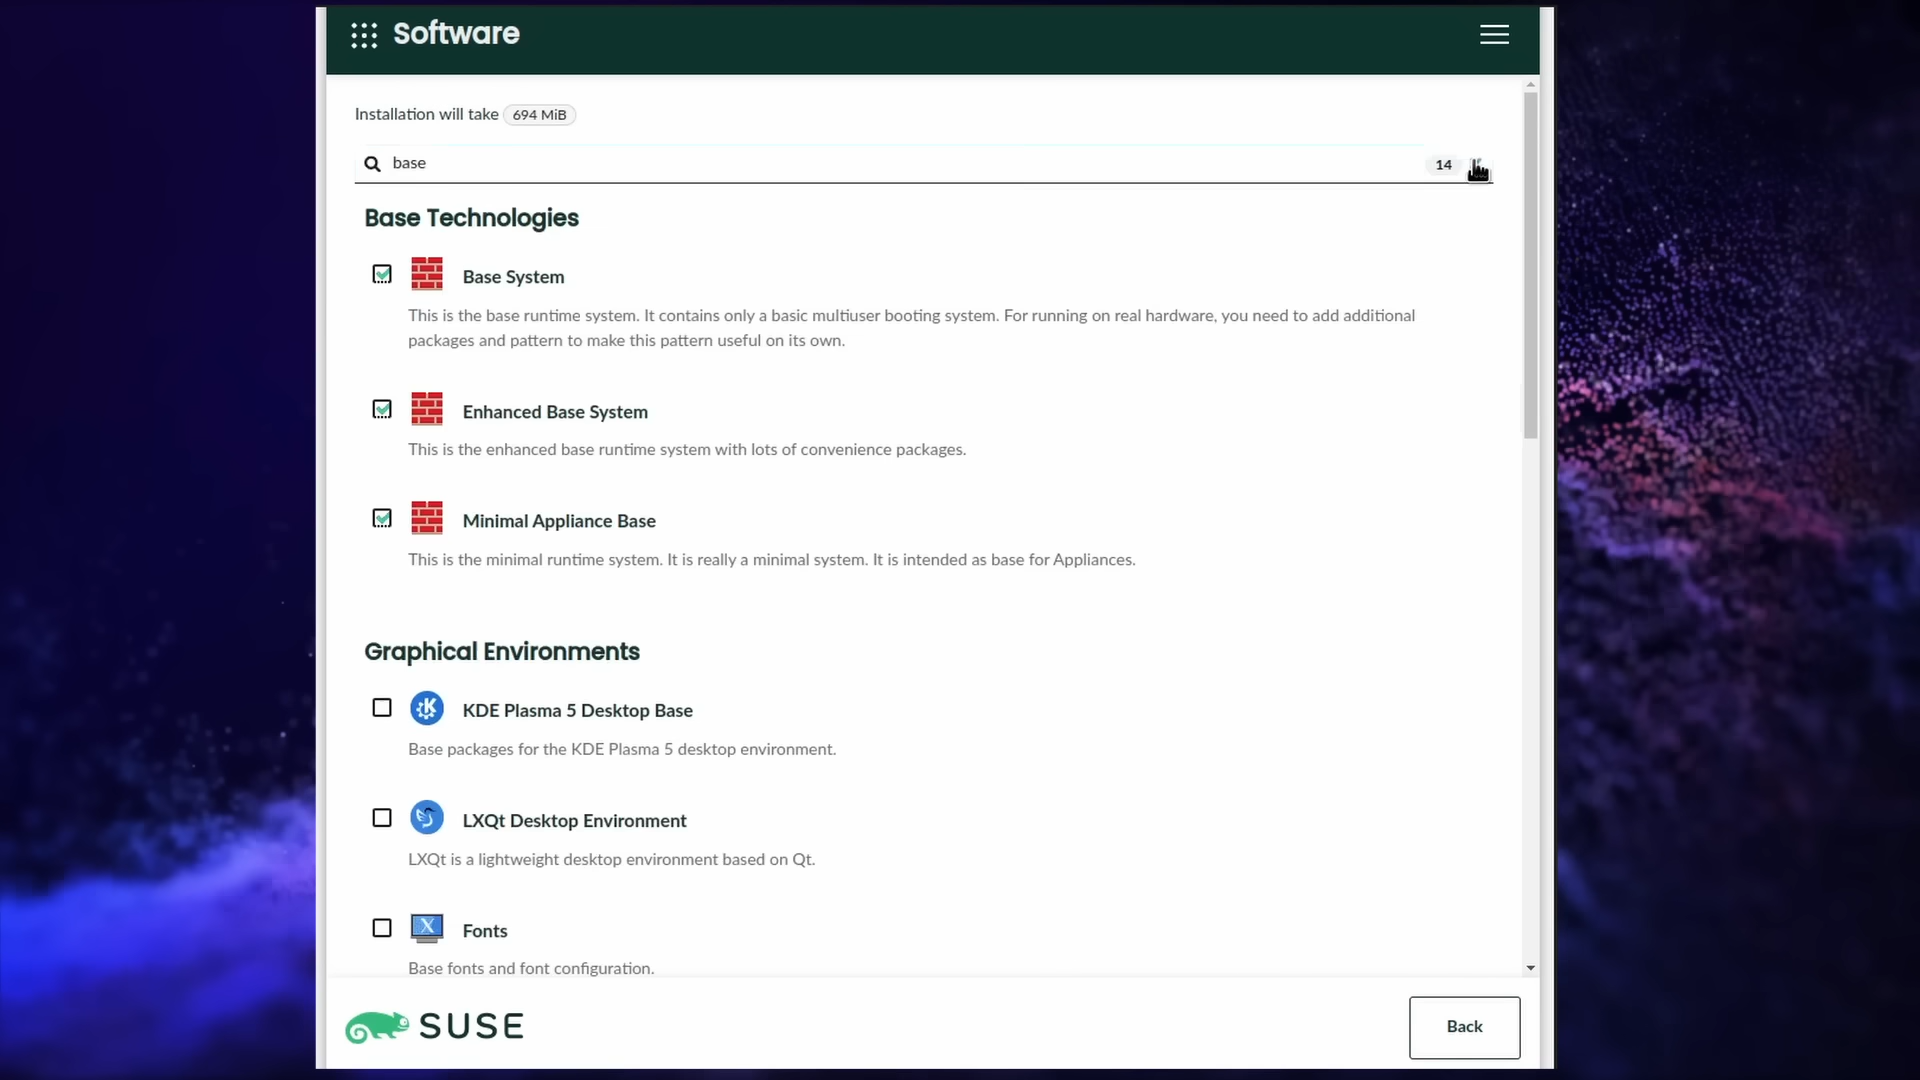 Software
Installation will take 694 MiB
base 14
Base Technologies
Base System
This is the base runtime system. It contains only a basic multiuser booting system. For running on real hardware, you need to add additional
packages and pattern to make this pattern useful on its own.
Enhanced Base System
This is the enhanced base runtime system with lots of convenience packages.
Minimal Appliance Base
This is the minimal runtime system. It is really a minimal system. It is intended as base for Appliances.
Graphical Environments
KDE Plasma 5 Desktop Base
Base packages for the KDE Plasma 5 desktop environment.
LXQt Desktop Environment
LXQt is a lightweight desktop environment based on Qt.
X Fonts
Base fonts and font configuration.
SUSE
Back